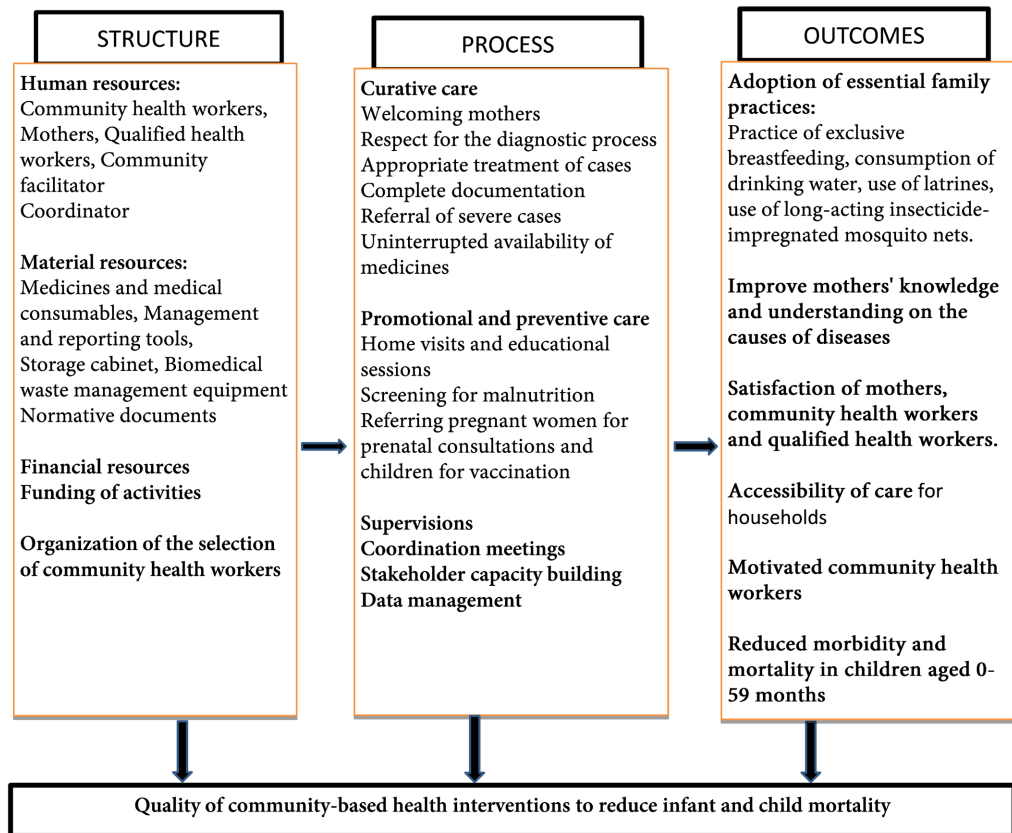 STRUCTURE
Human resources:
Community health workers,
Mothers, Qualified health
workers, Community
facilitator
Coordinator
Material resources:
Medicines and medical
consumables, Management
and reporting tools,
Storage cabinet, Biomedical
waste management equipment
Normative documents
Financial resources
Funding of activities
Organization of the selection
of community health workers
PROCESS
Curative care
Welcoming mothers
Respect for the diagnostic process
Appropriate treatment of cases
Complete documentation
Referral of severe cases
Uninterrupted availability of
medicines
Promotional and preventive care
Home visits and educational
sessions
Screening for malnutrition
Referring pregnant women for
prenatal consultations and
children for vaccination
Supervisions
Coordination meetings
Stakeholder capacity building
Data management
OUTCOMES
Adoption of essential family
practices:
Practice of exclusive
breastfeeding, consumption of
drinking water, use of latrines,
use of long-acting insecticide-
impregnated mosquito nets.
Improve mothers' knowledge
and understanding on the
causes of diseases
Satisfaction of mothers,
community health workers
and qualified health workers.
Accessibility of care for
households
Motivated community health
workers
Reduced morbidity and
mortality in children aged 0-
59 months
Quality of community-based health interventions to reduce infant and child mortality